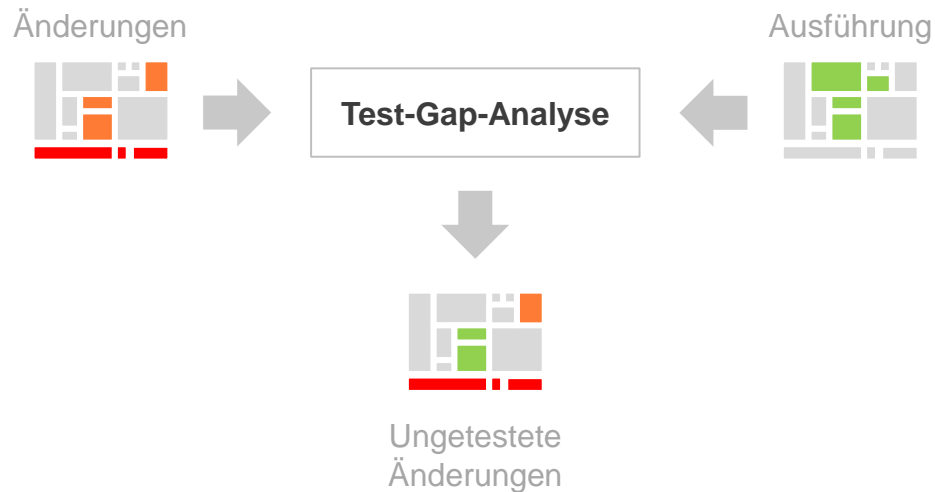 Änderungen
Ausführung
Test-Gap-Analyse
Ungetestete
Änderungen